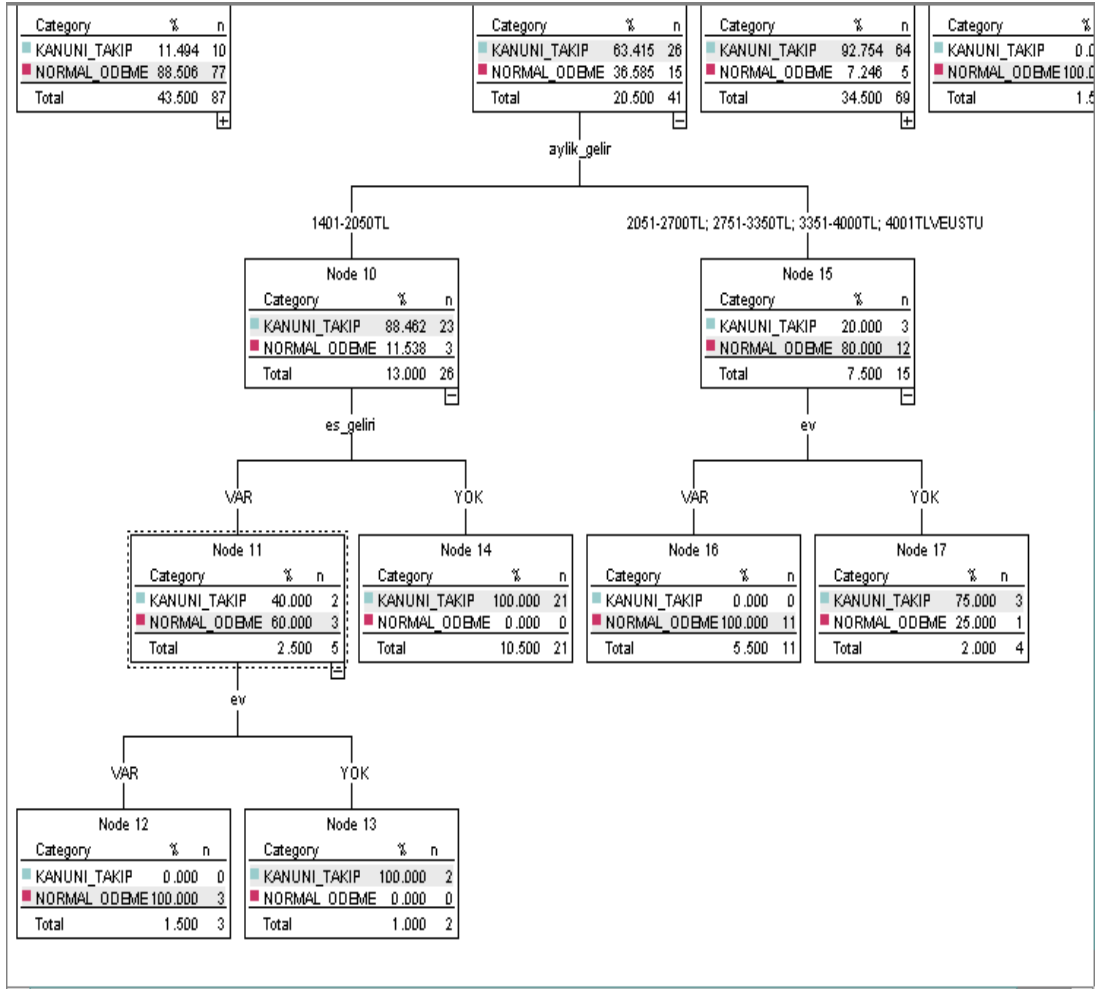 Category % n
KANUNI_TAKIP 11.494 10
NORMAL_ODEME 88.506 77
Total 43.500 87
Category % n
KANUNI_TAKIP 63.415 26
NORMAL_ODEME 36.585 15
Total 20.500 41
Category % n
KANUNI_TAKIP 92.754 64
NORMAL_ODEME 7.246 5
Total 34.500 69
Category %
KANUNI_TAKIP 0.0
NORMAL_ODEME 100.0
Total 1.5
aylik_gelir
1401-2050TL
2051-2700TL; 2751-3350TL; 3351-4000TL; 4001TLVEUSTU
Node 10
Category % n
KANUNI_TAKIP 88.462 23
NORMAL_ODEME 11.538 3
Total 13.000 26
Node 15
Category % n
KANUNI_TAKIP 20.000 3
NORMAL_ODEME 80.000 12
Total 7.500 15
es_geliri
ev
VAR
YOK
VAR
YOK
Node 11
Category % n
KANUNI_TAKIP 40.000 2
NORMAL_ODEME 60.000 3
Total 2.500 5
Node 14
Category % n
KANUNI_TAKIP 100.000 21
NORMAL_ODEME 0.000 0
Total 10.500 21
Node 16
Category % n
KANUNI_TAKIP 0.000 0
NORMAL_ODEME 100.000 11
Total 5.500 11
Node 17
Category % n
KANUNI_TAKIP 75.000 3
NORMAL_ODEME 25.000 1
Total 2.000 4
ev
VAR
YOK
Node 12
Category % n
KANUNI_TAKIP 0.000 0
NORMAL_ODEME 100.000 3
Total 1.500 3
Node 13
Category % n
KANUNI_TAKIP 100.000 2
NORMAL_ODEME 0.000 0
Total 1.000 2